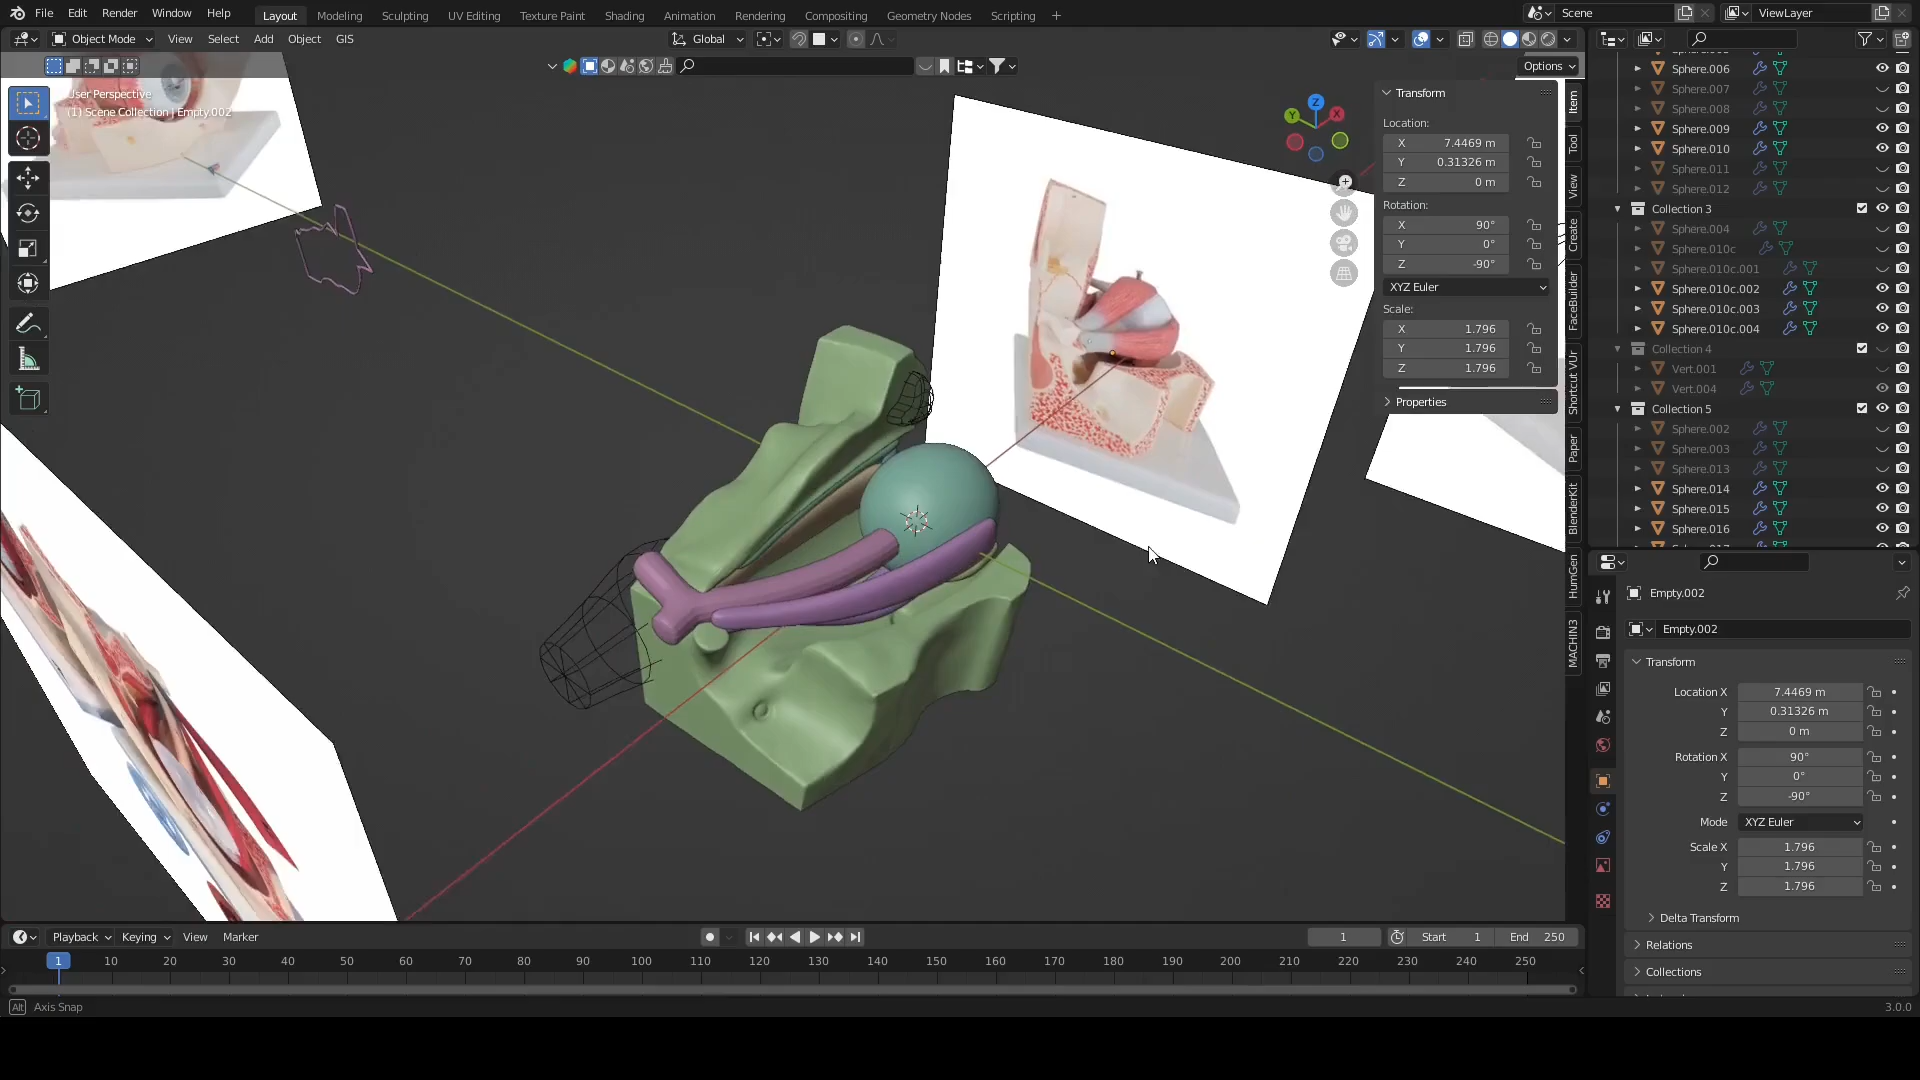 File Edit Render Window Help
Layout Modeling Sculpting UV Editing Texture Paint Shading Animation Rendering Compositing Geometry Nodes Scripting +
Scene
ViewLayer
Object Mode View Select Add Object GIS
Global
Options
User Perspective
(1) Scene Collection | Empty.002
Z
Y
X
Transform
Location:
X 7.4469 m
Y 0.31326 m
Z 0 m
Rotation:
X 90°
Y 0°
Z -90°
XYZ Euler
Scale:
X 1.796
Y 1.796
Z 1.796
Properties
Item
Tool
View
Create
FaceBuilder
Shortcut VUr
Paper
BlenderKit
HumGen
MACHIN3
Sphere.006
Sphere.007
Sphere.008
Sphere.009
Sphere.010
Sphere.011
Sphere.012
Collection 3
Sphere.004
Sphere.010c
Sphere.010c.001
Sphere.010c.002
Sphere.010c.003
Sphere.010c.004
Collection 4
Vert.001
Vert.004
Collection 5
Sphere.002
Sphere.003
Sphere.013
Sphere.014
Sphere.015
Sphere.016
Empty.002
Empty.002
Transform
Location X 7.4469 m
Y 0.31326 m
Z 0 m
Rotation X 90°
Y 0°
Z -90°
Mode XYZ Euler
Scale X 1.796
Y 1.796
Z 1.796
Delta Transform
Relations
Collections
Playback Keying View Marker
1 Start 1 End 250
1 10 20 30 40 50 60 70 80 90 100 110 120 130 140 150 160 170 180 190 200 210 220 230 240 250
Alt Axis Snap
3.0.0